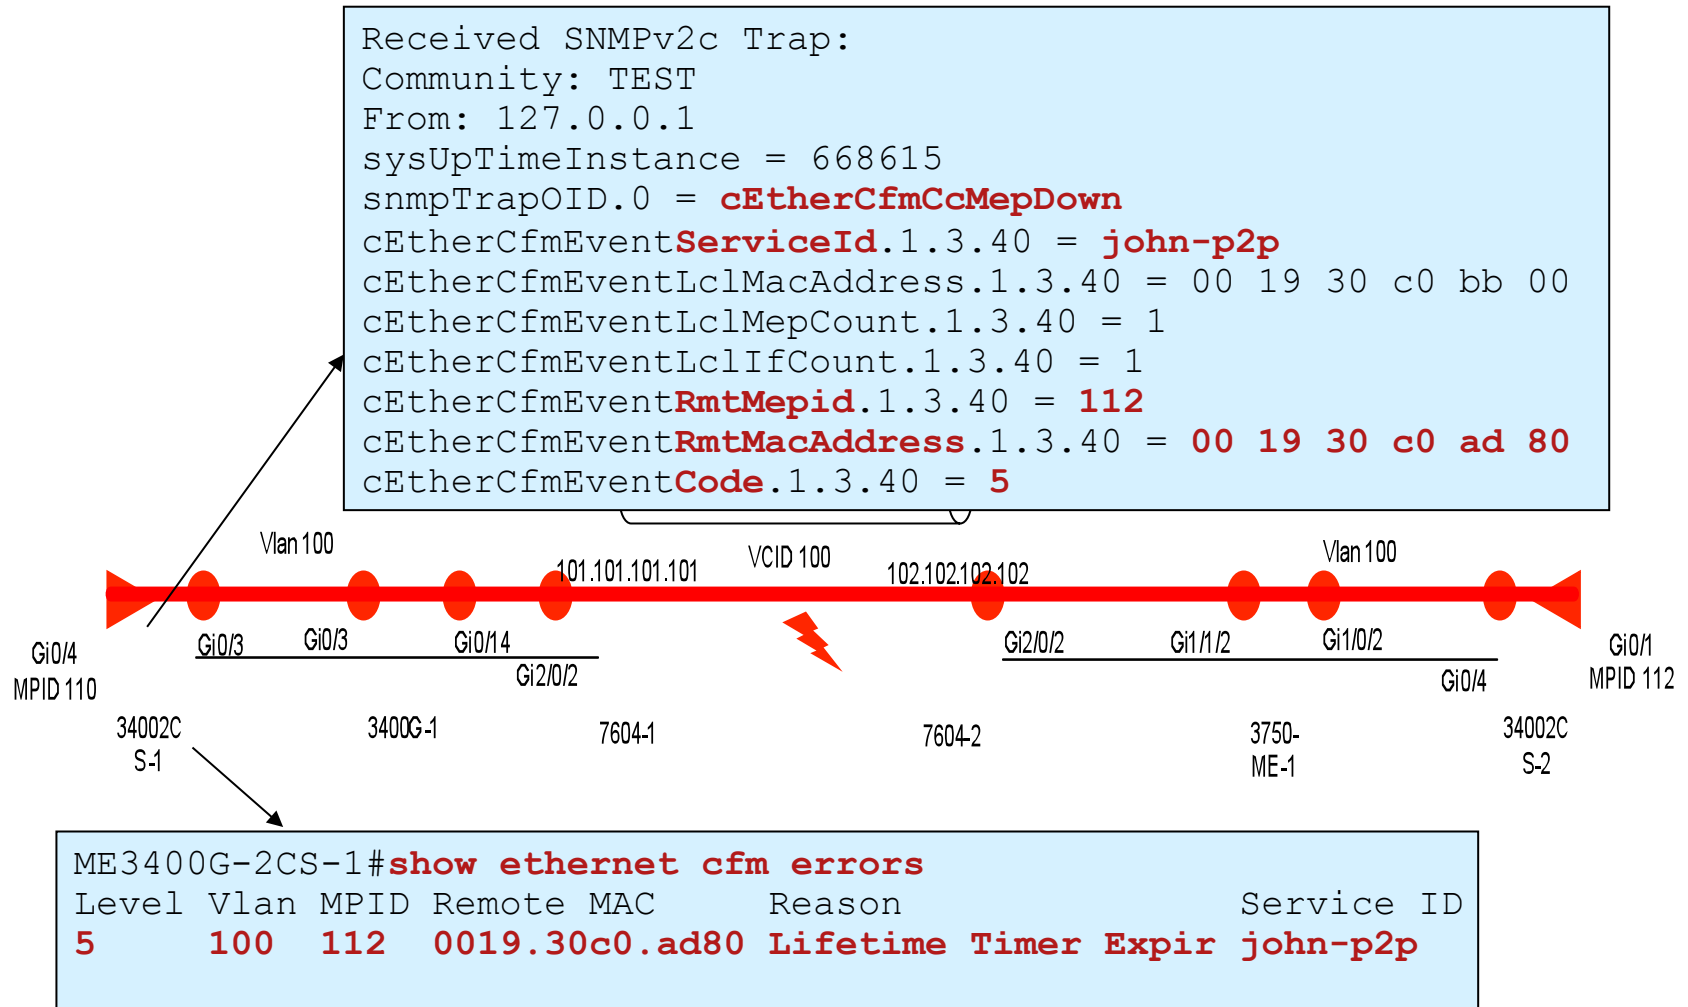 Received SNMPv2c Trap:
Community: TEST
From: 127.0.0.1
sysUpTimeInstance = 668615
snmpTrapOID.0 = cEtherCfmCcMepDown
cEtherCfmEventServiceId.1.3.40 = john-p2p
cEtherCfmEventLclMacAddress.1.3.40 = 00 19 30 c0 bb 00
cEtherCfmEventLclMepCount.1.3.40 = 1
cEtherCfmEventLclIfCount.1.3.40 = 1
cEtherCfmEventRmtMepid.1.3.40 = 112
cEtherCfmEventRmtMacAddress.1.3.40 = 00 19 30 c0 ad 80
cEtherCfmEventCode.1.3.40 = 5
Vlan 100
101.101.101.101
VCID 100
102.102.102.102
Vlan 100
Gi0/4
MPID 110
Gi0/3
Gi0/3
Gi0/14
Gi2/0/2
Gi2/0/2
Gi1/1/2
Gi1/0/2
Gi0/4
Gi0/1
MPID 112
34002C
S-1
3400G-1
7604-1
7604-2
3750-
ME-1
34002C
S-2
ME3400G-2CS-1#show ethernet cfm errors
Level Vlan MPID Remote MAC Reason Service ID
5 100 112 0019.30c0.ad80 Lifetime Timer Expir john-p2p